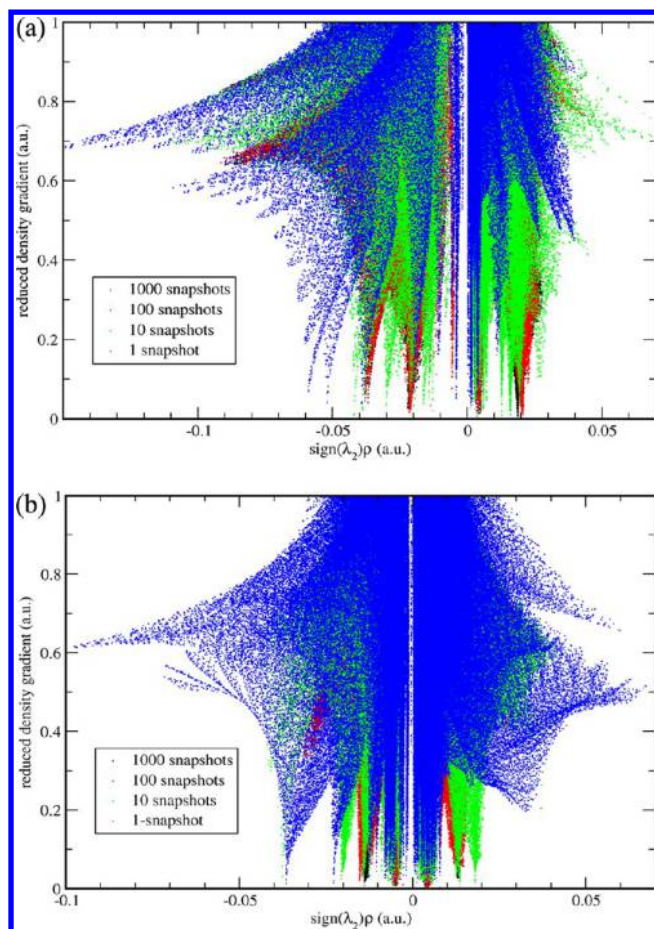 (a)
1
0.8
0.6
0.4
0.2
0
reduced density gradient (a.u.)
1000 snapshots
100 snapshots
10 snapshots
1 snapshot
-0.1 -0.05 0 0.05
sign(λ₂)ρ (a.u.)
(b)
1
0.8
0.6
0.4
0.2
0
reduced density gradient (a.u.)
1000 snapshots
100 snapshots
10 snapshots
1-snapshot
-0.1 -0.05 0 0.05
sign(λ₂)ρ (a.u.)